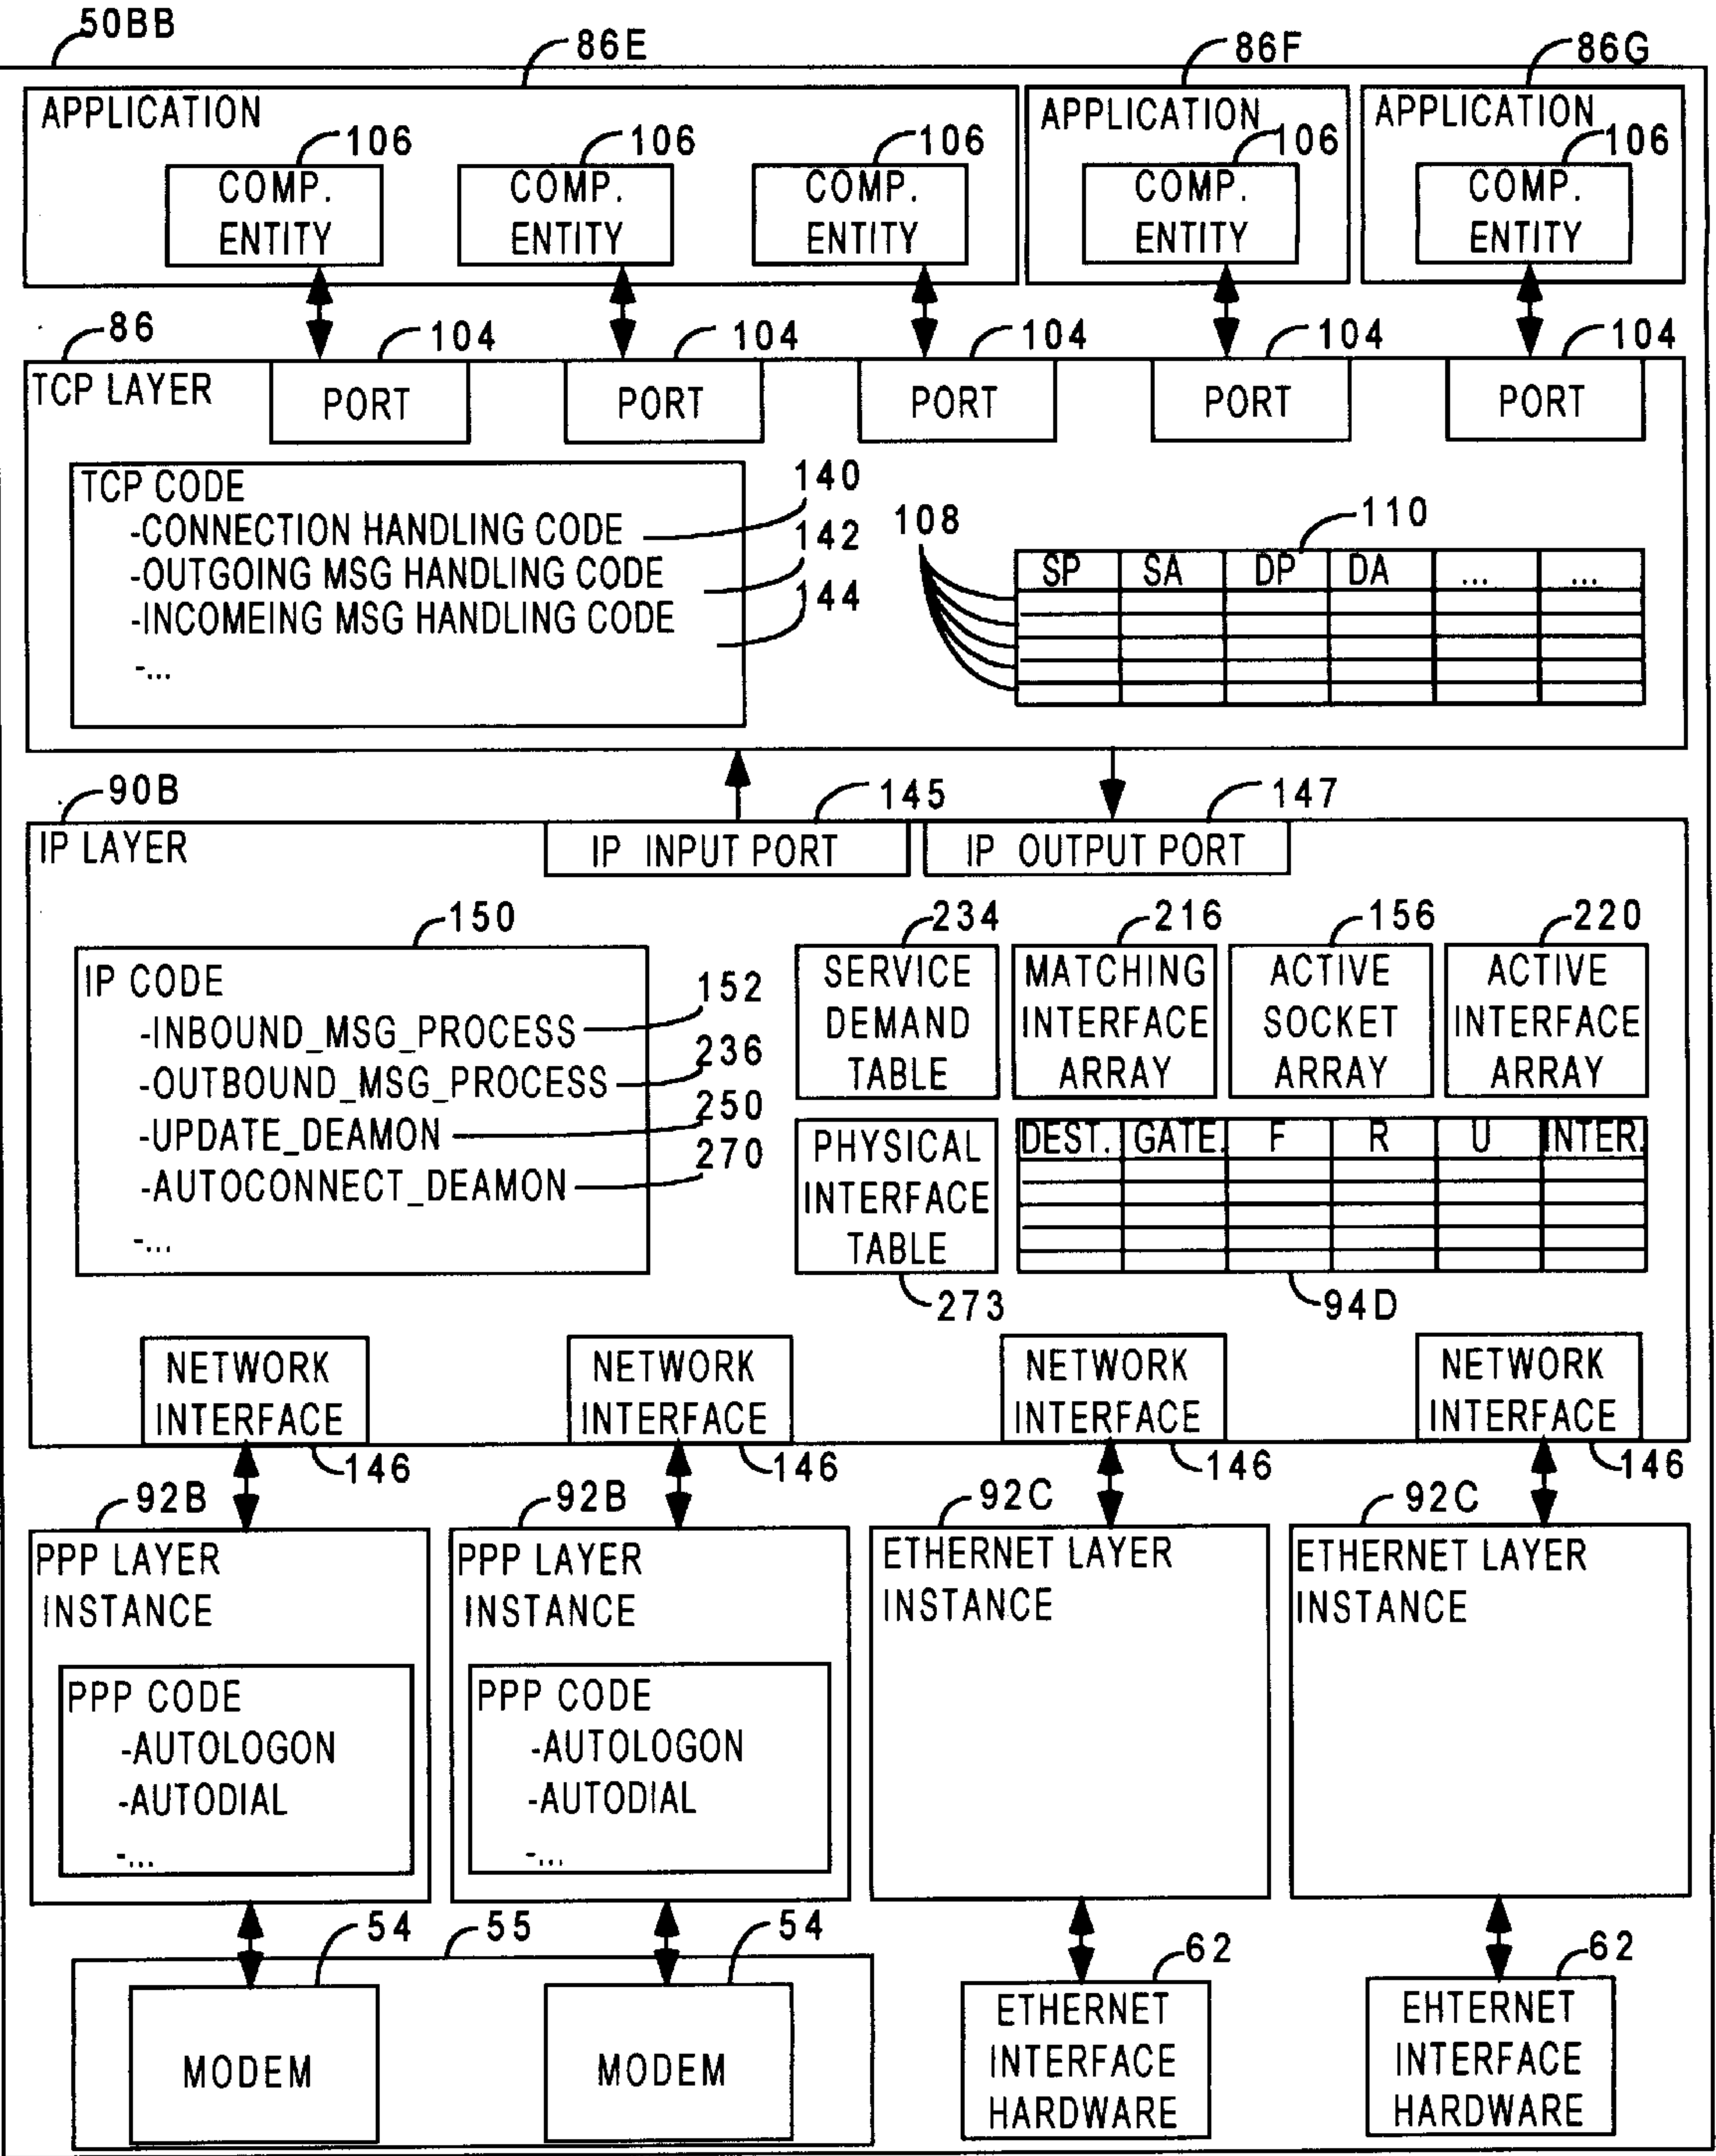 50BB
86E
86F
86G
APPLICATION
APPLICATION
APPLICATION
106
106
106
106
106
COMP.
ENTITY
COMP.
ENTITY
COMP.
ENTITY
COMP.
ENTITY
COMP.
ENTITY
86
104
104
104
104
104
TCP LAYER
PORT
PORT
PORT
PORT
PORT
TCP CODE
-CONNECTION HANDLING CODE
-OUTGOING MSG HANDLING CODE
-INCOMEING MSG HANDLING CODE
-...
140
142
144
108
110
SP SA DP DA ... ...
90B
145
147
IP LAYER
IP INPUT PORT
IP OUTPUT PORT
150
IP CODE
-INBOUND_MSG_PROCESS
-OUTBOUND_MSG_PROCESS
-UPDATE_DEAMON
-AUTOCONNECT_DEAMON
-...
152
236
250
270
234
216
156
220
SERVICE
DEMAND
TABLE
MATCHING
INTERFACE
ARRAY
ACTIVE
SOCKET
ARRAY
ACTIVE
INTERFACE
ARRAY
PHYSICAL
INTERFACE
TABLE
273
DEST. GATE. F R U INTER.
94D
NETWORK
INTERFACE
NETWORK
INTERFACE
NETWORK
INTERFACE
NETWORK
INTERFACE
146
146
146
146
92B
92B
92C
92C
PPP LAYER
INSTANCE
PPP CODE
-AUTOLOGON
-AUTODIAL
-...
PPP LAYER
INSTANCE
PPP CODE
-AUTOLOGON
-AUTODIAL
-...
ETHERNET LAYER
INSTANCE
ETHERNET LAYER
INSTANCE
54
55
54
62
62
MODEM
MODEM
ETHERNET
INTERFACE
HARDWARE
EHTERNET
INTERFACE
HARDWARE